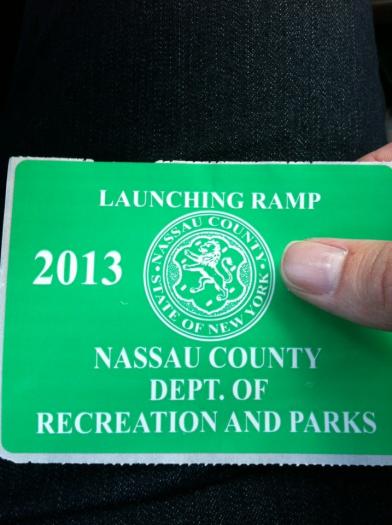 LAUNCHING RAMP
2013
NASSAU COUNTY
STATE OF NEW YORK
NASSAU COUNTY
DEPT. OF
RECREATION AND PARKS